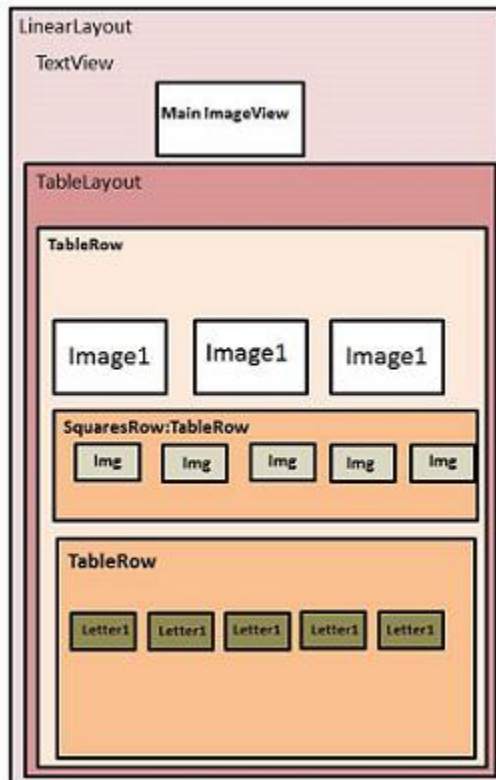 LinearLayout
TextView
Main ImageView
TableLayout
TableRow
Image1 Image1 Image1
SquaresRow:TableRow
Img Img Img Img Img
TableRow
Letter1 Letter1 Letter1 Letter1 Letter1